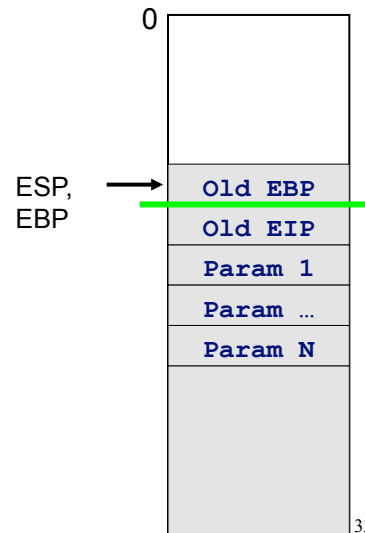 0
ESP,
EBP
Old EBP
Old EIP
Param 1
Param …
Param N